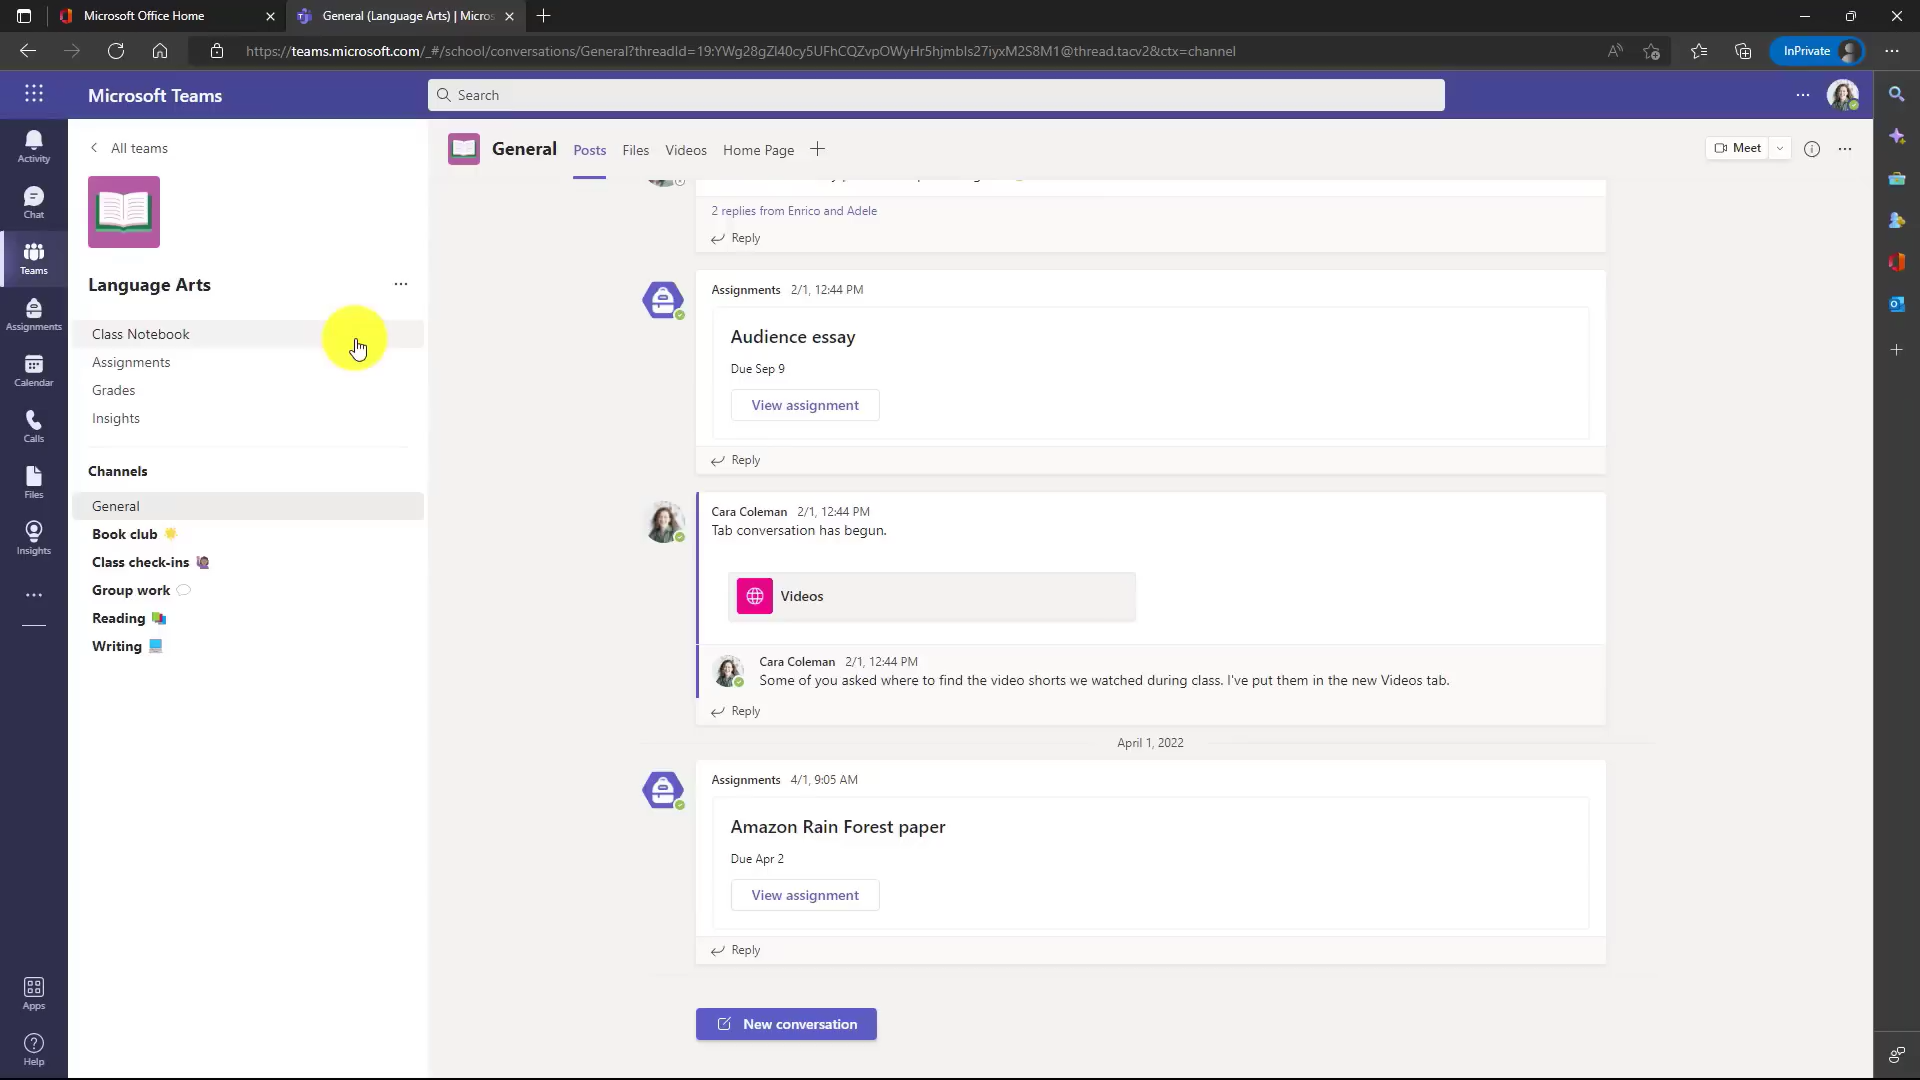 Microsoft Office Home
General (Language Arts) | Micros
https://teams.microsoft.com/_#/school/conversations/General?threadId=19:YWg28gZI40cy5UFhCQZvpOWyHr5hjmbIs27iyxM2S8M1@thread.tacv2&ctx=channel
InPrivate
Microsoft Teams
Search
Activity
Chat
Teams
Assignments
Calendar
Calls
Files
Insights
Apps
Help
All teams
Language Arts
Class Notebook
Assignments
Grades
Insights
Channels
General
Book club
Class check-ins
Group work
Reading
Writing
General
Posts
Files
Videos
Home Page
Meet
2 replies from Enrico and Adele
Reply
Assignments 2/1, 12:44 PM
Audience essay
Due Sep 9
View assignment
Reply
Cara Coleman 2/1, 12:44 PM
Tab conversation has begun.
Videos
Cara Coleman 2/1, 12:44 PM
Some of you asked where to find the video shorts we watched during class. I've put them in the new Videos tab.
Reply
April 1, 2022
Assignments 4/1, 9:05 AM
Amazon Rain Forest paper
Due Apr 2
View assignment
Reply
New conversation